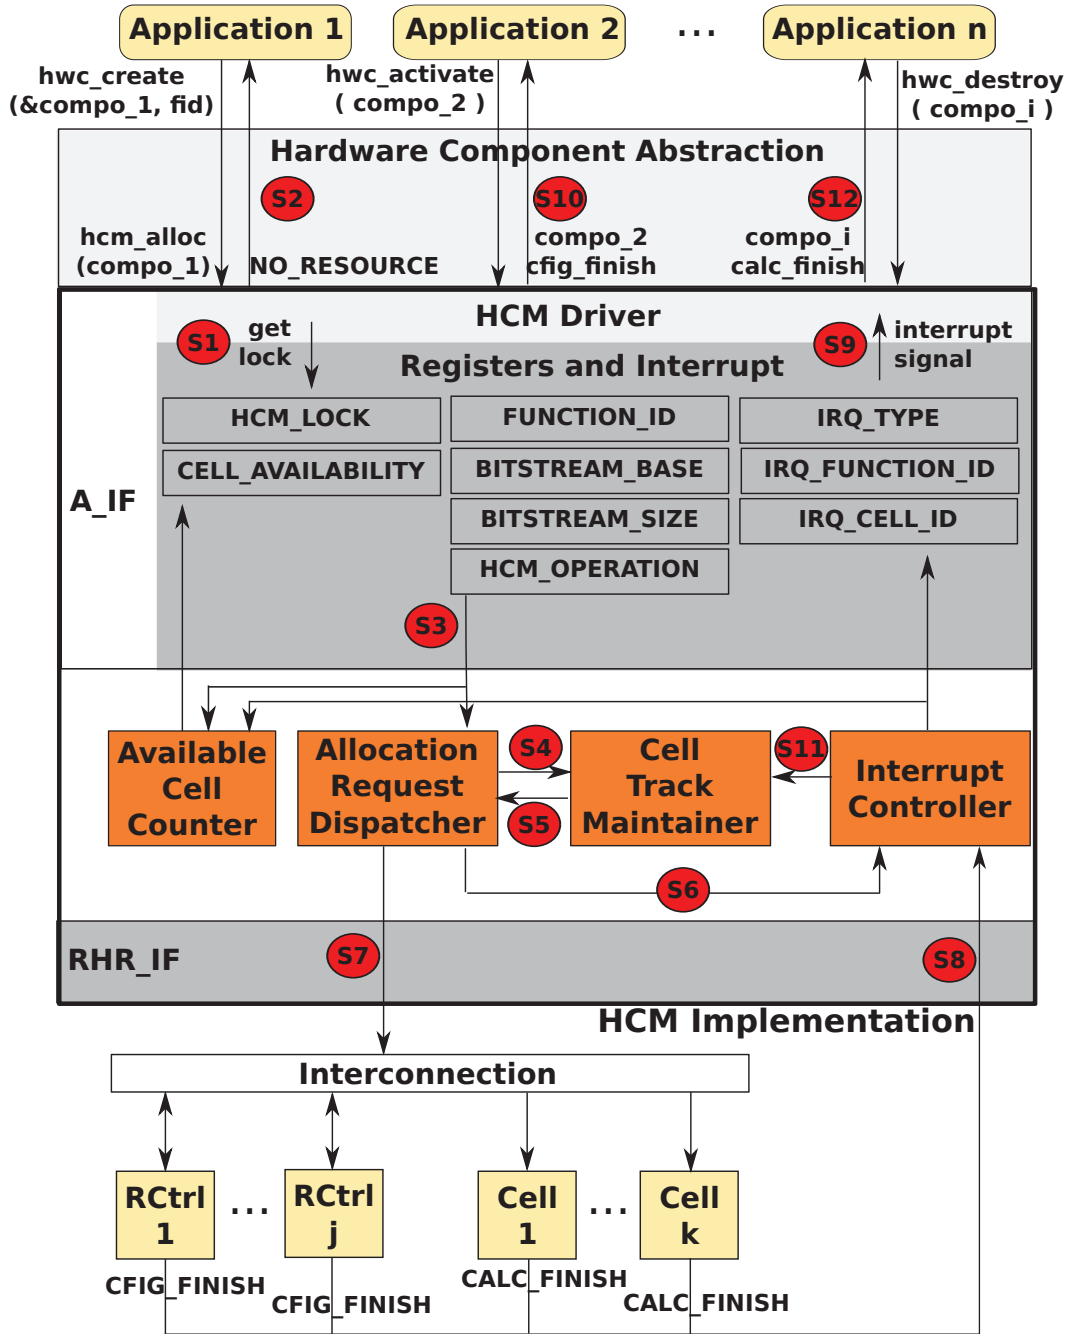 Application 1
Application 2
...
Application n
hwc_create
(&compo_1, fid)
hwc_activate
( compo_2 )
hwc_destroy
( compo_i )
Hardware Component Abstraction
S2
S10
S12
hcm_alloc
(compo_1)
NO_RESOURCE
compo_2
cfig_finish
compo_i
calc_finish
HCM Driver
S1
get
lock
S9
interrupt
signal
Registers and Interrupt
HCM_LOCK
FUNCTION_ID
IRQ_TYPE
CELL_AVAILABILITY
BITSTREAM_BASE
IRQ_FUNCTION_ID
A_IF
BITSTREAM_SIZE
IRQ_CELL_ID
HCM_OPERATION
S3
Available
Cell
Counter
Allocation
Request
Dispatcher
S4
S5
Cell
Track
Maintainer
S11
Interrupt
Controller
S6
RHR_IF
S7
S8
HCM Implementation
Interconnection
RCtrl
1
...
RCtrl
j
Cell
1
...
Cell
k
CFIG_FINISH
CFIG_FINISH
CALC_FINISH
CALC_FINISH